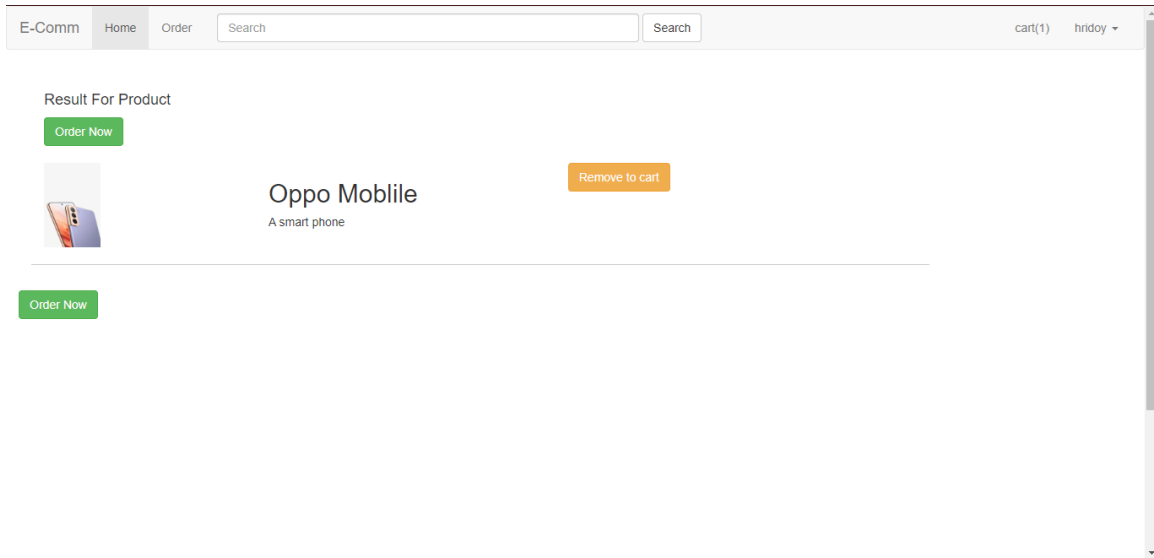 E-Comm Home Order Search Search cart(1) hridoy
Result For Product
Order Now
Remove to cart
Oppo Moblile
A smart phone
Order Now